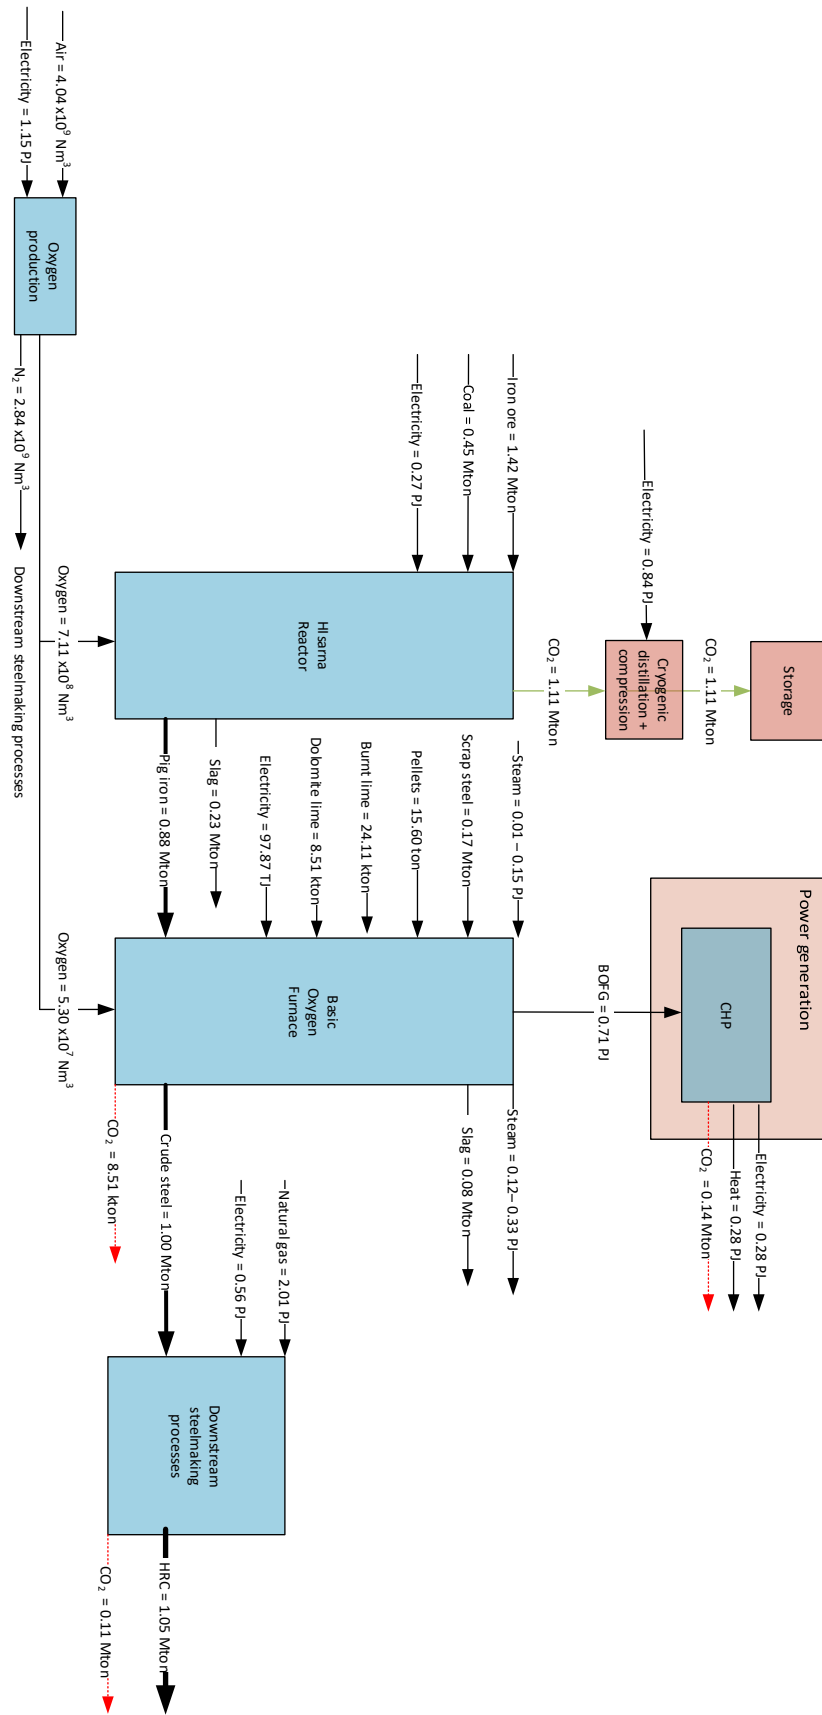 Air = 4.04 x10⁹ Nm³
Electricity = 1.15 PJ
Oxygen
production
N₂ = 2.84 x10⁹ Nm³
Downstream steelmaking processes
Oxygen = 7.11 x10⁸ Nm³
Oxygen = 5.30 x10⁷ Nm³
Iron ore = 1.42 Mton
Coal = 0.45 Mton
Electricity = 0.27 PJ
HIsarna
Reactor
CO₂ = 1.11 Mton
Electricity = 0.84 PJ
Cryogenic
distillation +
compression
CO₂ = 1.11 Mton
Storage
Slag = 0.23 Mton
Pig iron = 0.88 Mton
Steam = 0.01 – 0.15 PJ
Scrap steel = 0.17 Mton
Pellets = 15.60 ton
Burnt lime = 24.11 kton
Dolomite lime = 8.51 kton
Electricity = 97.87 TJ
Basic
Oxygen
Furnace
BOFG = 0.71 PJ
Power generation
CHP
Electricity = 0.28 PJ
Heat = 0.28 PJ
CO₂ = 0.14 Mton
Steam = 0.12– 0.33 PJ
Slag = 0.08 Mton
Crude steel = 1.00 Mton
CO₂ = 8.51 kton
Natural gas = 2.01 PJ
Electricity = 0.56 PJ
Downstream
steelmaking
processes
HRC = 1.05 Mton
CO₂ = 0.11 Mton